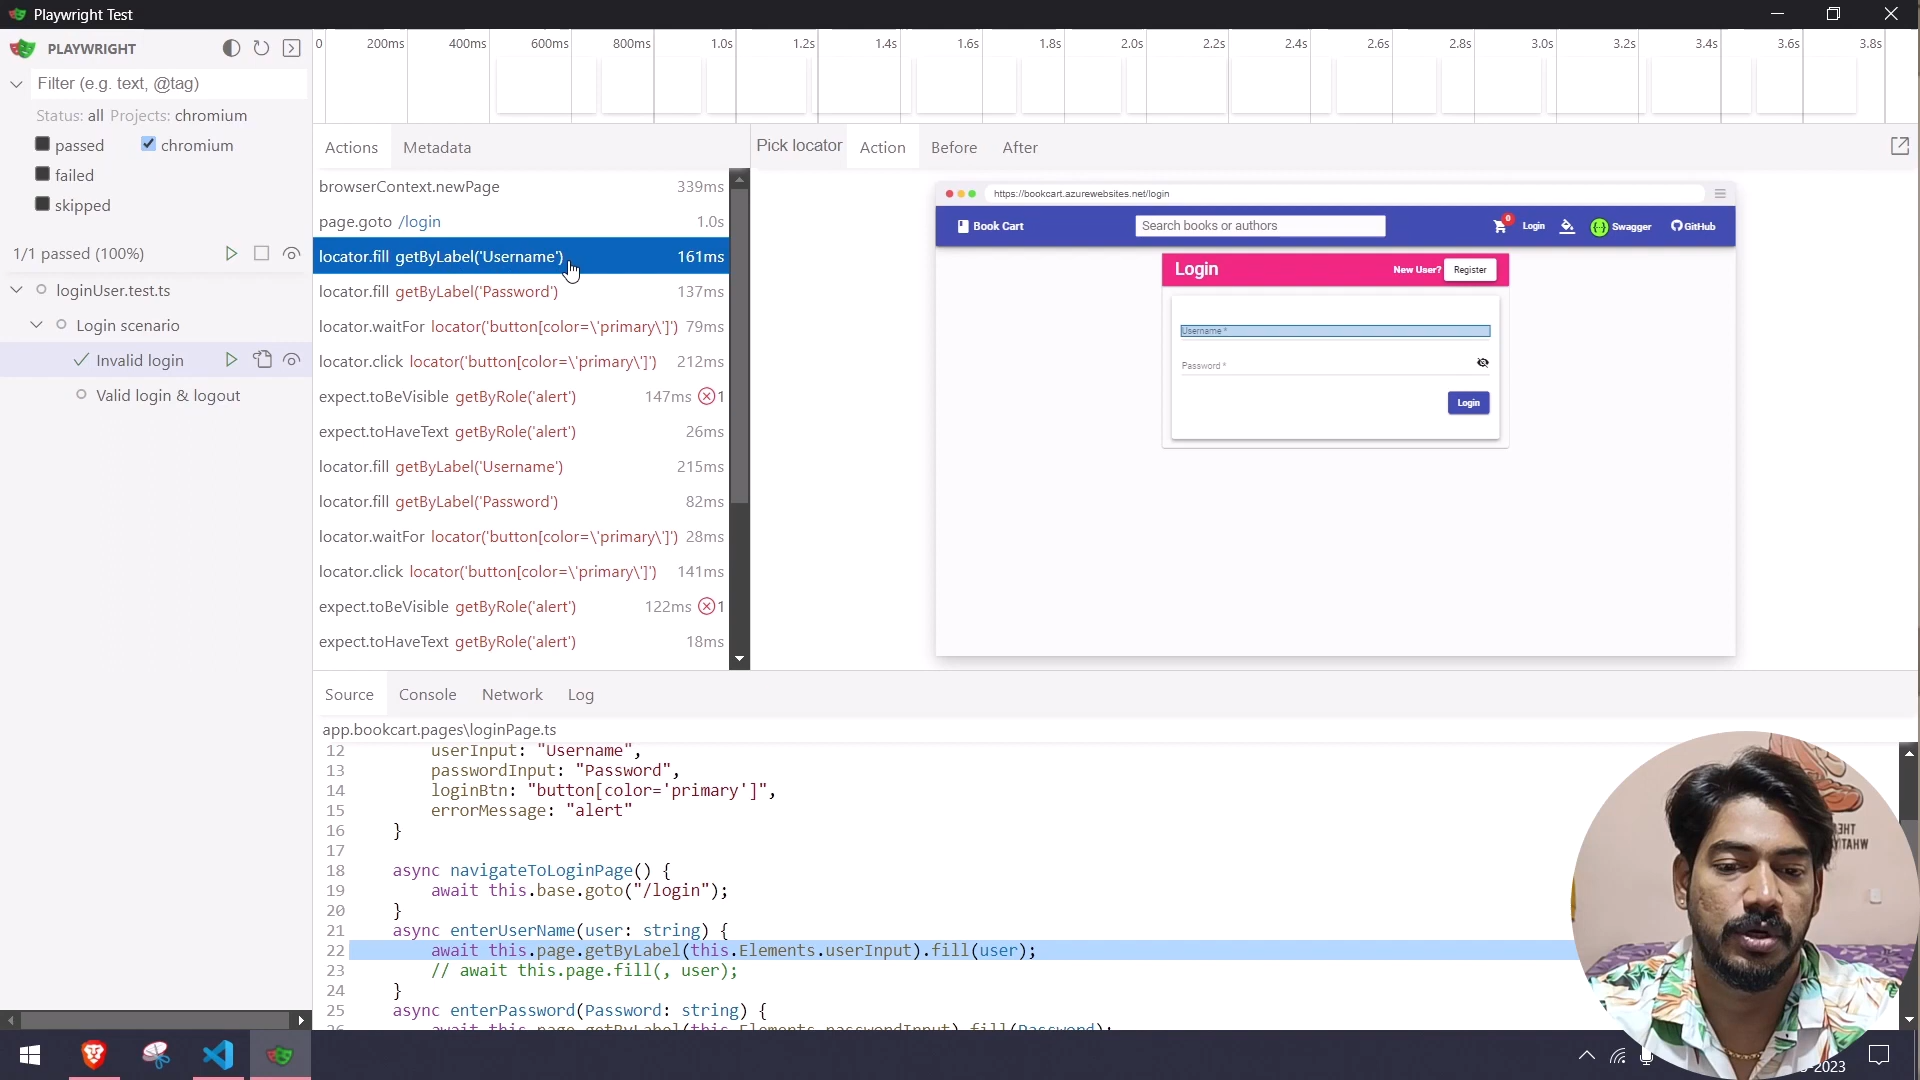 Playwright Test
PLAYWRIGHT
Filter (e.g. text, @tag)
Status: all Projects: chromium
passed
chromium
failed
skipped
1/1 passed (100%)
loginUser.test.ts
Login scenario
Invalid login
Valid login & logout
0 200ms 400ms 600ms 800ms 1.0s 1.2s 1.4s 1.6s 1.8s 2.0s 2.2s 2.4s 2.6s 2.8s 3.0s 3.2s 3.4s 3.6s 3.8s
Actions Metadata
browserContext.newPage 339ms
page.goto /login 1.0s
locator.fill getByLabel('Username') 161ms
locator.fill getByLabel('Password') 137ms
locator.waitFor locator('button[color=\'primary\']') 79ms
locator.click locator('button[color=\'primary\']') 212ms
expect.toBeVisible getByRole('alert') 147ms 1
expect.toHaveText getByRole('alert') 26ms
locator.fill getByLabel('Username') 215ms
locator.fill getByLabel('Password') 82ms
locator.waitFor locator('button[color=\'primary\']') 28ms
locator.click locator('button[color=\'primary\']') 141ms
expect.toBeVisible getByRole('alert') 122ms 1
expect.toHaveText getByRole('alert') 18ms
Pick locator Action Before After
https://bookcart.azurewebsites.net/login
Book Cart Search books or authors 0 Login Swagger GitHub
Login New User? Register
Username *
Password *
Login
Source Console Network Log
app.bookcart.pages\loginPage.ts
12 userInput: "Username",
13 passwordInput: "Password",
14 loginBtn: "button[color='primary']",
15 errorMessage: "alert"
16 }
17
18 async navigateToLoginPage() {
19 await this.base.goto("/login");
20 }
21 async enterUserName(user: string) {
22 await this.page.getByLabel(this.Elements.userInput).fill(user);
23 // await this.page.fill(, user);
24 }
25 async enterPassword(Password: string) {
26 await this.page.getByLabel(this.Elements.passwordInput).fill(Password);